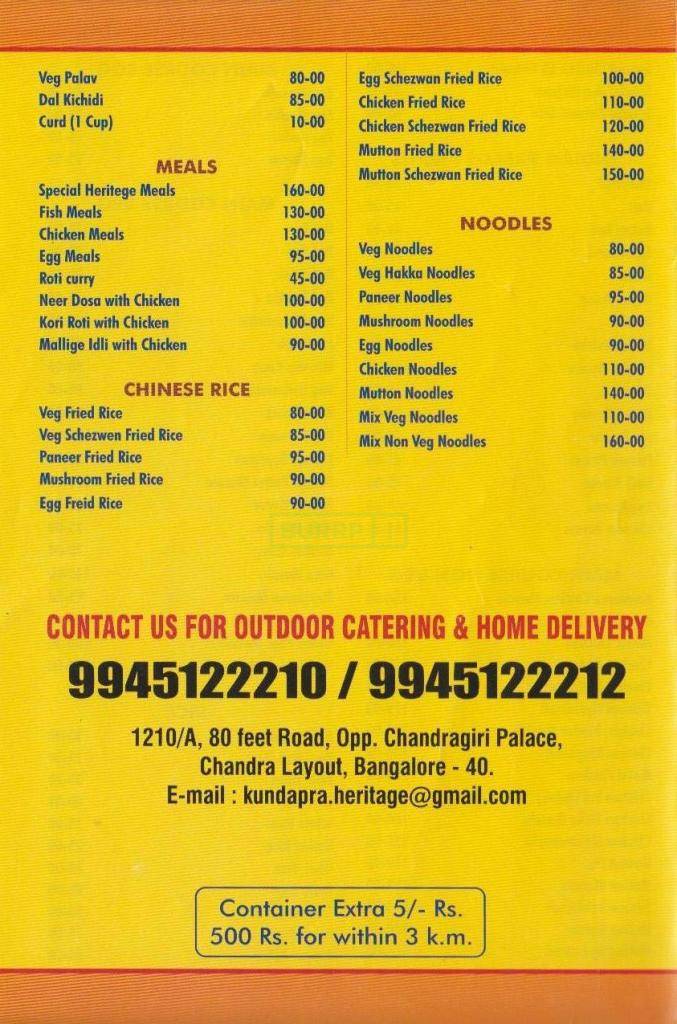 Veg Palav 80-00
Dal Kichidi 85-00
Curd (1 Cup) 10-00
MEALS
Special Heritege Meals 160-00
Fish Meals 130-00
Chicken Meals 130-00
Egg Meals 95-00
Roti curry 45-00
Neer Dosa with Chicken 100-00
Kori Roti with Chicken 100-00
Mallige Idli with Chicken 90-00
CHINESE RICE
Veg Fried Rice 80-00
Veg Schezwen Fried Rice 85-00
Paneer Fried Rice 95-00
Mushroom Fried Rice 90-00
Egg Freid Rice 90-00
Egg Schezwan Fried Rice 100-00
Chicken Fried Rice 110-00
Chicken Schezwan Fried Rice 120-00
Mutton Fried Rice 140-00
Mutton Schezwan Fried Rice 150-00
NOODLES
Veg Noodles 80-00
Veg Hakka Noodles 85-00
Paneer Noodles 95-00
Mushroom Noodles 90-00
Egg Noodles 90-00
Chicken Noodles 110-00
Mutton Noodles 140-00
Mix Veg Noodles 110-00
Mix Non Veg Noodles 160-00
CONTACT US FOR OUTDOOR CATERING & HOME DELIVERY
9945122210 / 9945122212
1210/A, 80 feet Road, Opp. Chandragiri Palace,
Chandra Layout, Bangalore - 40.
E-mail : kundapra.heritage@gmail.com
Container Extra 5/- Rs.
500 Rs. for within 3 k.m.